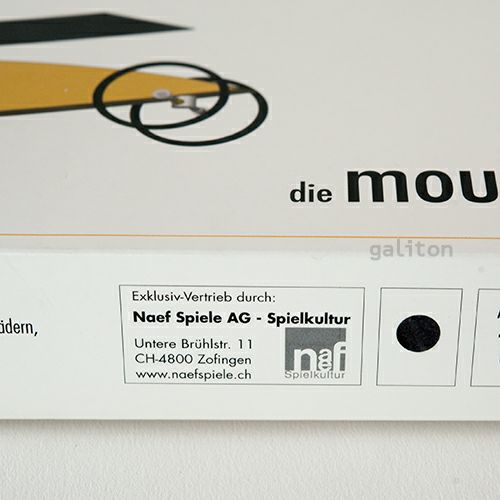 die mou
galiton
ädern,
Exklusiv-Vertrieb durch:
Naef Spiele AG - Spielkultur
Untere Brühlstr. 11
CH-4800 Zofingen
www.naefspiele.ch
naef
Spielkultur